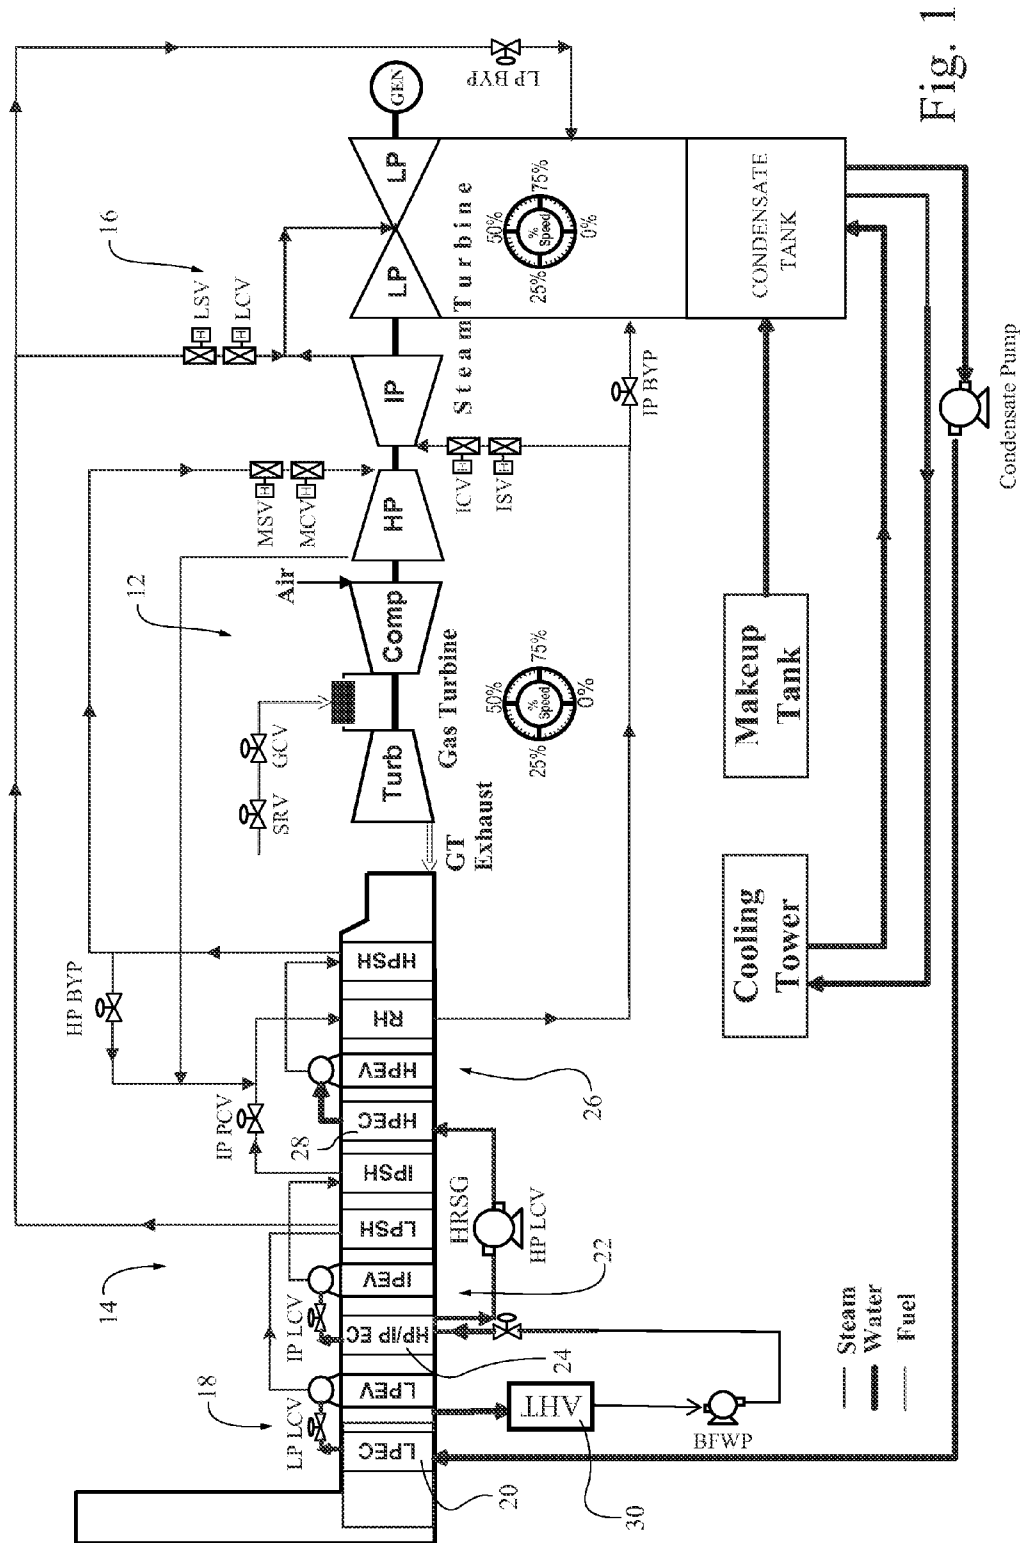 LP BYP
GEN
16
LSV
H
LCV
H
LP
LP
Steam Turbine
50%
75%
% Speed
25%
0%
CONDENSATE
TANK
IP
HP
MSV
H
MCV
H
ICV
H
ISV
H
IP BYP
12
Air
Comp
Turb
Gas Turbine
GCV
SRV
GT
Exhaust
50%
75%
% Speed
25%
0%
Makeup
Tank
Cooling
Tower
Condensate Pump
HP BYP
IP PCV
14
IP LCV
LP LCV
18
HPSH
RH
HPEV
HPEC
28
IPSH
LPSH
IPEV
HP/IP EC
LPEV
LPEC
26
HRSG
HP LCV
22
24
20
AHT
30
BFWP
Steam
Water
Fuel
Fig. 1